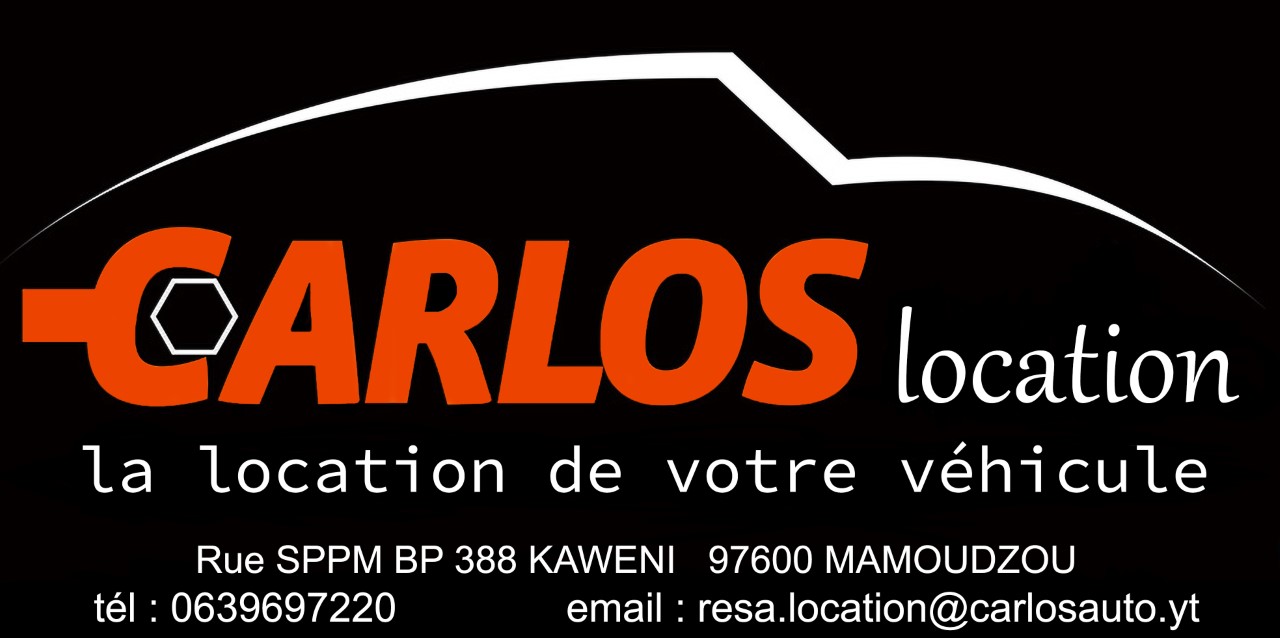 CARLOS location
la location de votre véhicule
Rue SPPM BP 388 KAWENI 97600 MAMOUDZOU
tél : 0639697220 email : resa.location@carlosauto.yt